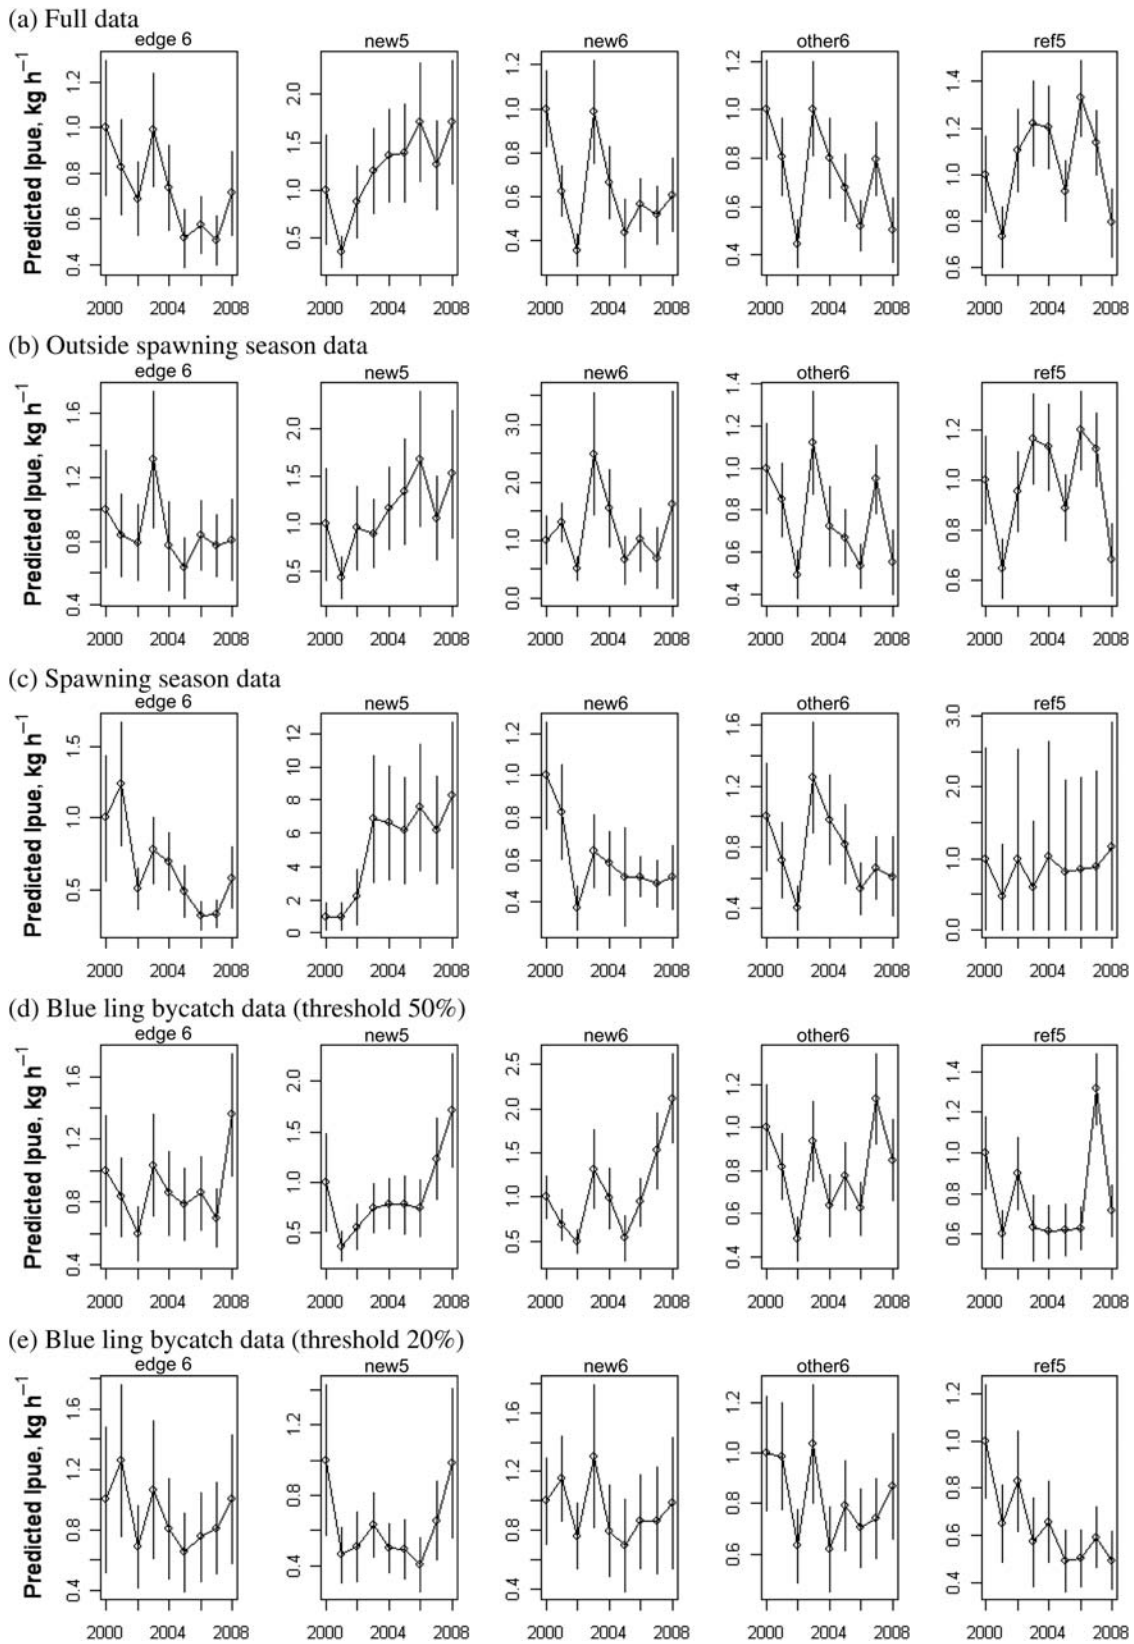 (a) Full data
edge 6 new5 new6 other6 ref5
Predicted lpue, kg h−1
0.4 0.6 0.8 1.0 1.2
0.5 1.0 1.5 2.0
0.4 0.6 0.8 1.0 1.2
0.4 0.6 0.8 1.0
0.6 0.8 1.0 1.2 1.4
2000 2004 2008 2000 2004 2008 2000 2004 2008 2000 2004 2008 2000 2004 2008
(b) Outside spawning season data
edge 6 new5 new6 other6 ref5
Predicted lpue, kg h−1
0.4 0.8 1.2 1.6
0.5 1.0 1.5 2.0
0.0 1.0 2.0 3.0
0.4 0.6 0.8 1.0 1.2 1.4
0.6 0.8 1.0 1.2
2000 2004 2008 2000 2004 2008 2000 2004 2008 2000 2004 2008 2000 2004 2008
(c) Spawning season data
edge 6 new5 new6 other6 ref5
Predicted lpue, kg h−1
0.5 1.0 1.5
0 2 4 6 8 10 12
0.4 0.6 0.8 1.0 1.2
0.4 0.8 1.2 1.6
0.0 1.0 2.0 3.0
2000 2004 2008 2000 2004 2008 2000 2004 2008 2000 2004 2008 2000 2004 2008
(d) Blue ling bycatch data (threshold 50%)
edge 6 new5 new6 other6 ref5
Predicted lpue, kg h−1
0.4 0.8 1.2 1.6
0.5 1.0 1.5 2.0
0.5 1.0 1.5 2.0 2.5
0.4 0.6 0.8 1.0 1.2
0.6 0.8 1.0 1.2 1.4
2000 2004 2008 2000 2004 2008 2000 2004 2008 2000 2004 2008 2000 2004 2008
(e) Blue ling bycatch data (threshold 20%)
edge 6 new5 new6 other6 ref5
Predicted lpue, kg h−1
0.4 0.8 1.2 1.6
0.4 0.8 1.2
0.4 0.8 1.2 1.6
0.6 0.8 1.0 1.2
0.4 0.6 0.8 1.0 1.2
2000 2004 2008 2000 2004 2008 2000 2004 2008 2000 2004 2008 2000 2004 2008